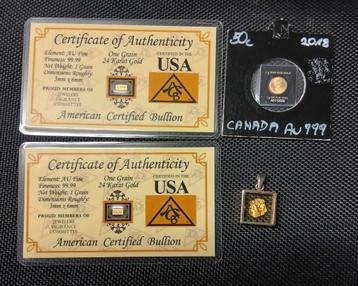 Certificate of Authenticity
Element: AU Fine
Fineness: 99.99
Net Weight: 1 Grain
Dimensions Roughly:
3mm x 6mm
PROUD MEMBERS OF
JEWELERS
VIGILANCE
COMMITTEE
One Grain
24 Karat Gold
CERTIFIED IN THE
USA
ACB
American Certified Bullion
Certificate of Authenticity
Element: AU Fine
Fineness: 99.99
Net Weight: 1 Grain
Dimensions Roughly:
3mm x 6mm
PROUD MEMBERS OF
JEWELERS
VIGILANCE
COMMITTEE
One Grain
24 Karat Gold
CERTIFIED IN THE
USA
ACB
American Certified Bullion
50c 2018
CANADA AU 999